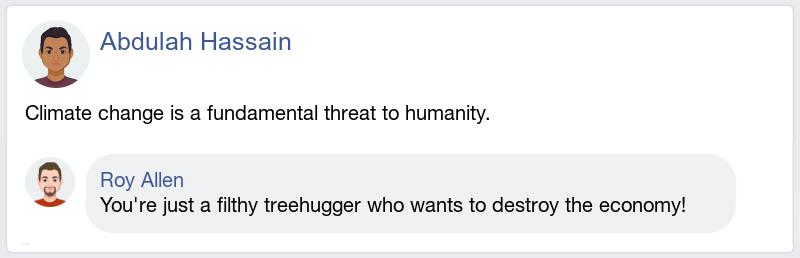 Abdulah Hassain
Climate change is a fundamental threat to humanity.
Roy Allen
You're just a filthy treehugger who wants to destroy the economy!